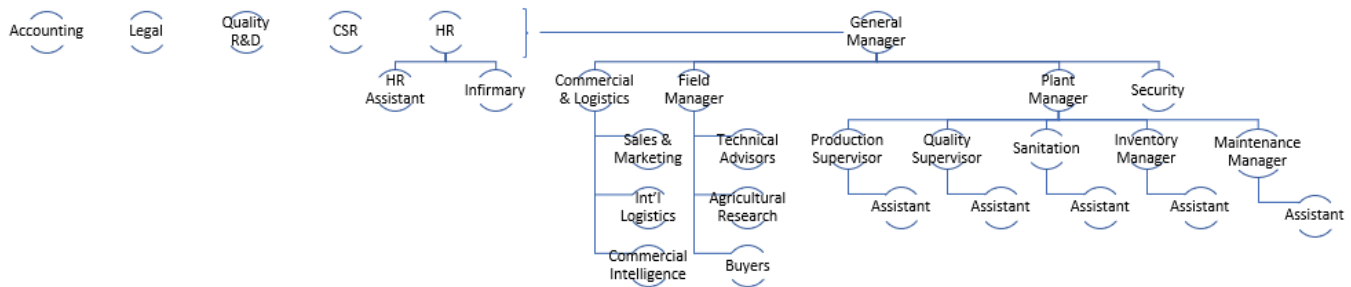 Accounting
Legal
Quality
R&D
CSR
HR
General
Manager
HR
Assistant
Infirmary
Commercial
& Logistics
Field
Manager
Plant
Manager
Security
Sales &
Marketing
Technical
Advisors
Production
Supervisor
Quality
Supervisor
Sanitation
Inventory
Manager
Maintenance
Manager
Int'l
Logistics
Agricultural
Research
Assistant
Assistant
Assistant
Assistant
Assistant
Commercial
Intelligence
Buyers